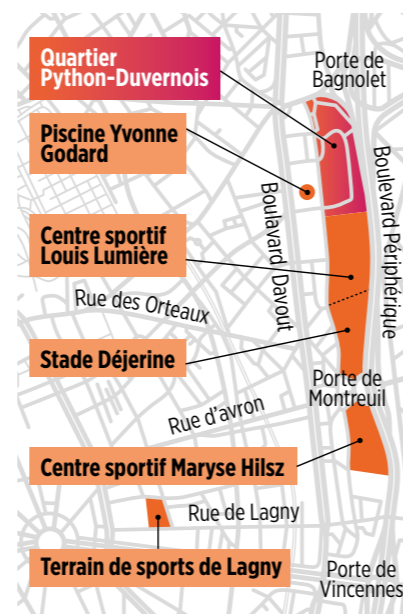 Quartier
Python-Duvernois
Porte de
Bagnolet
Piscine Yvonne
Godard
Boulevard Périphérique
Boulavard Davout
Centre sportif
Louis Lumière
Rue des Orteaux
Stade Déjerine
Porte de
Montreuil
Rue d'avron
Centre sportif Maryse Hilsz
Rue de Lagny
Terrain de sports de Lagny
Porte de
Vincennes